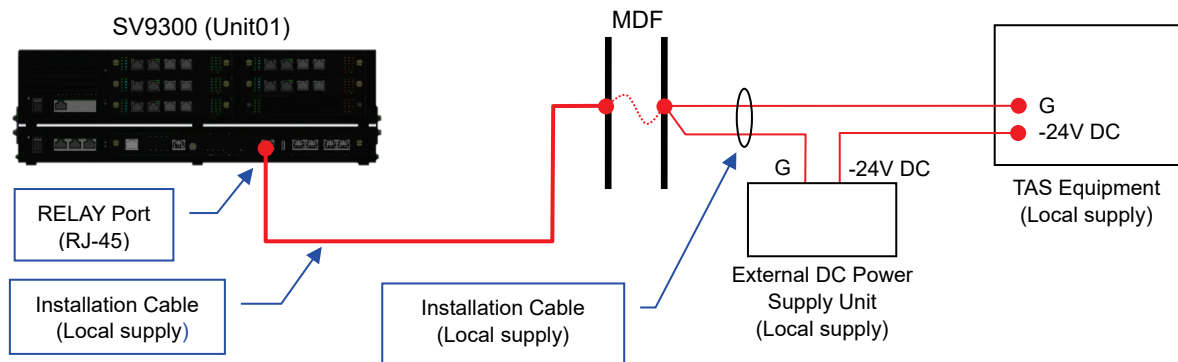 SV9300 (Unit01)
MDF
G
-24V DC
G
-24V DC
TAS Equipment
(Local supply)
RELAY Port
(RJ-45)
External DC Power
Supply Unit
(Local supply)
Installation Cable
(Local supply)
Installation Cable
(Local supply)